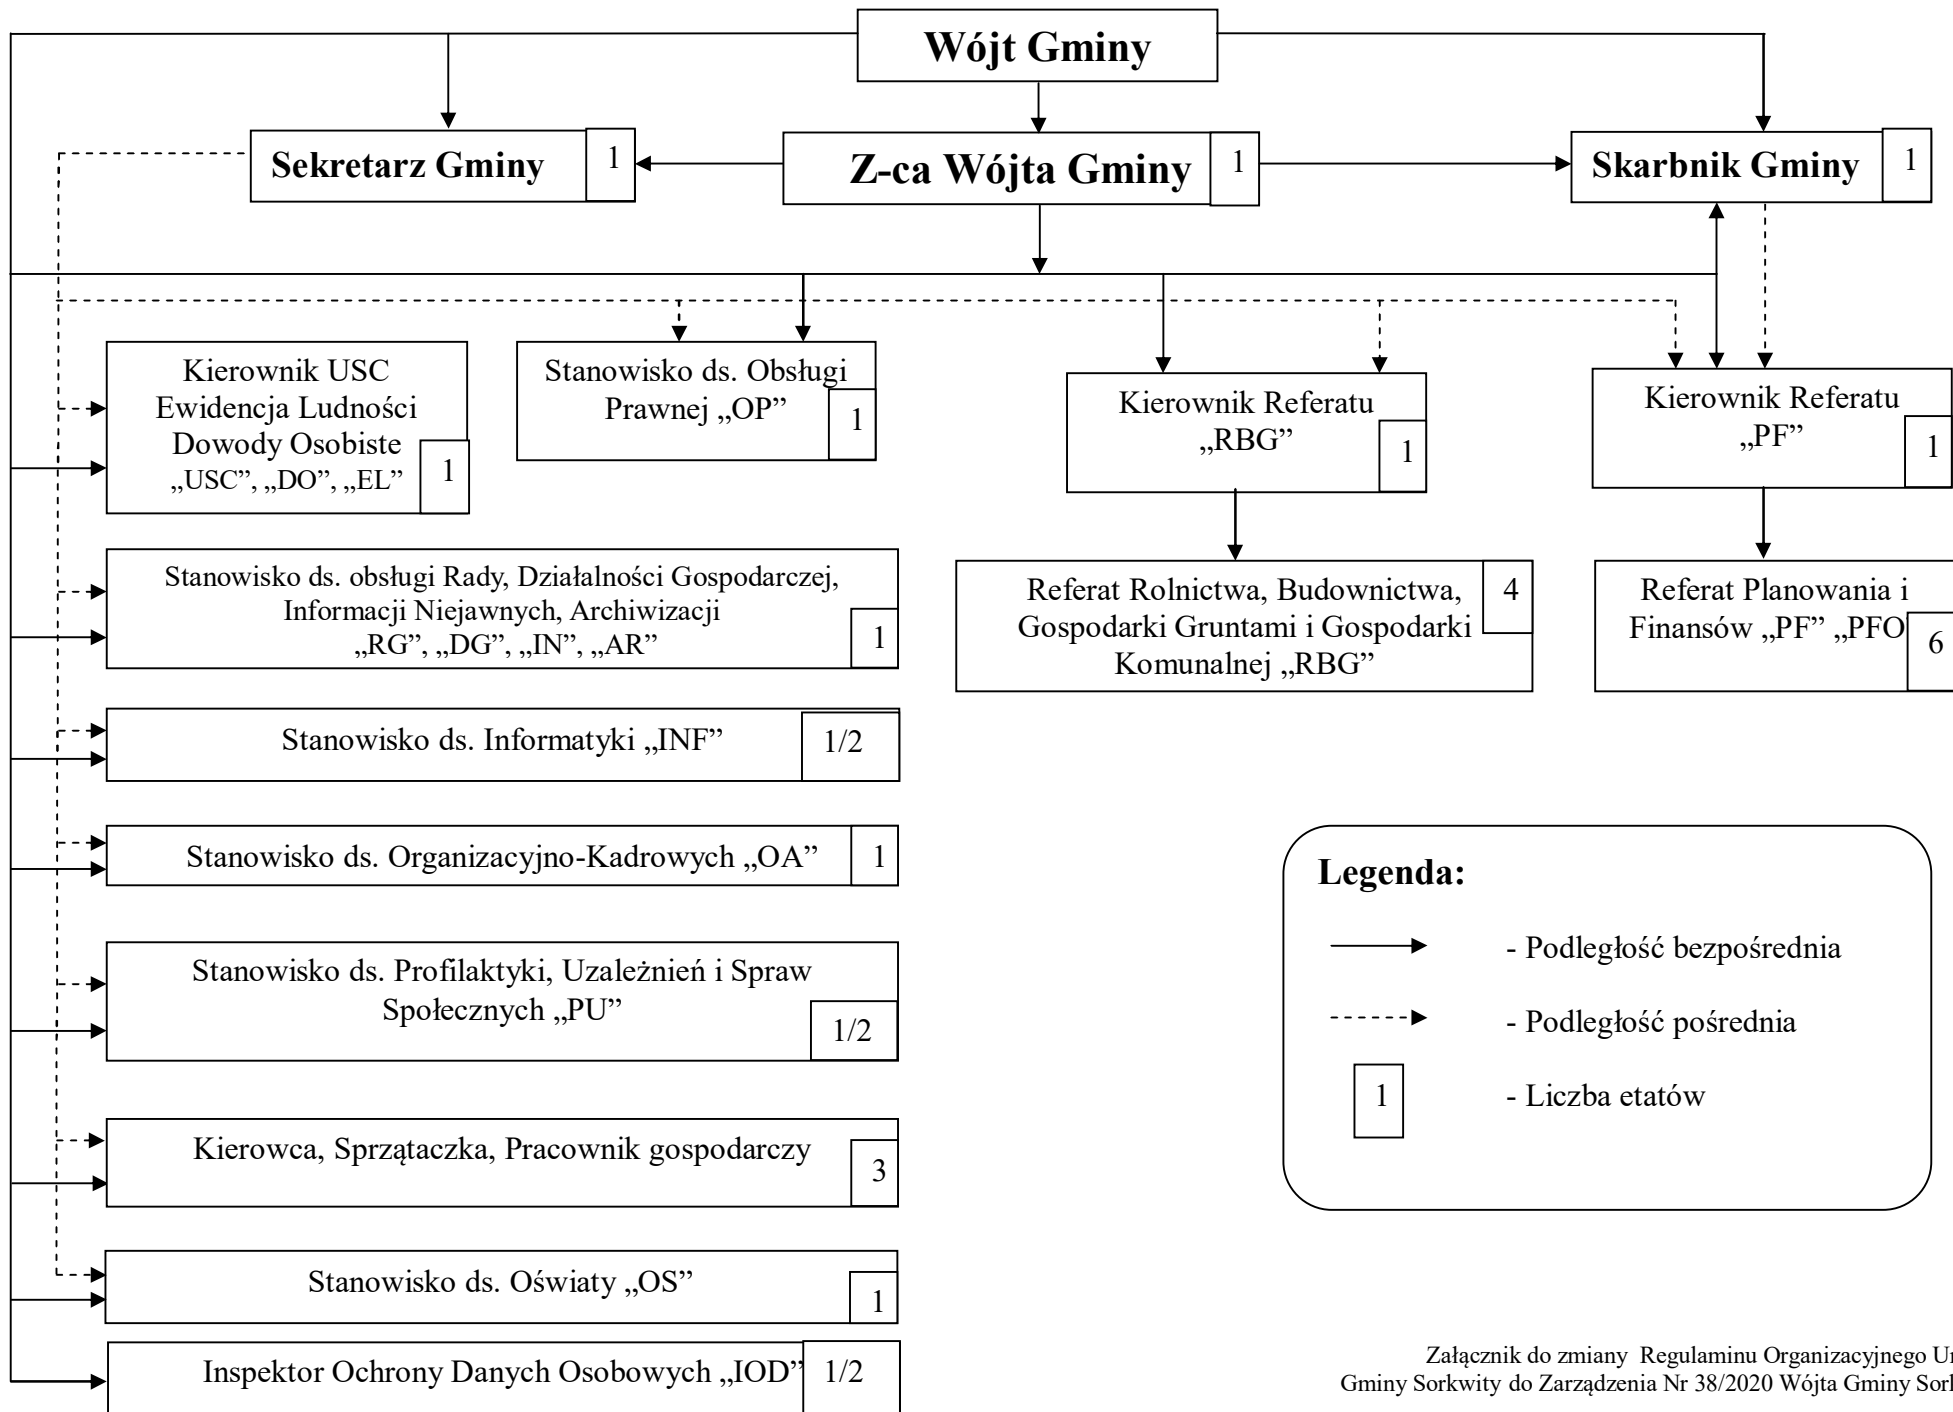 Wójt Gminy
Sekretarz Gminy
1
Z-ca Wójta Gminy
1
Skarbnik Gminy
1
Kierownik USC
Ewidencja Ludności
Dowody Osobiste
„USC”, „DO”, „EL”
1
Stanowisko ds. Obsługi
Prawnej „OP”
1
Kierownik Referatu
„RBG”
1
Kierownik Referatu
„PF”
1
Stanowisko ds. obsługi Rady, Działalności Gospodarczej,
Informacji Niejawnych, Archiwizacji
„RG”, „DG”, „IN”, „AR”
1
Referat Rolnictwa, Budownictwa,
Gospodarki Gruntami i Gospodarki
Komunalnej „RBG”
4
Referat Planowania i
Finansów „PF” „PFO
6
Stanowisko ds. Informatyki „INF”
1/2
Stanowisko ds. Organizacyjno-Kadrowych „OA”
1
Stanowisko ds. Profilaktyki, Uzależnień i Spraw
Społecznych „PU”
1/2
Kierowca, Sprzątaczka, Pracownik gospodarczy
3
Stanowisko ds. Oświaty „OS”
1
Inspektor Ochrony Danych Osobowych „IOD”
1/2
Legenda:
- Podległość bezpośrednia
- Podległość pośrednia
1
- Liczba etatów
Załącznik do zmiany Regulaminu Organizacyjnego
Gminy Sorkwity do Zarządzenia Nr 38/2020 Wójta Gminy